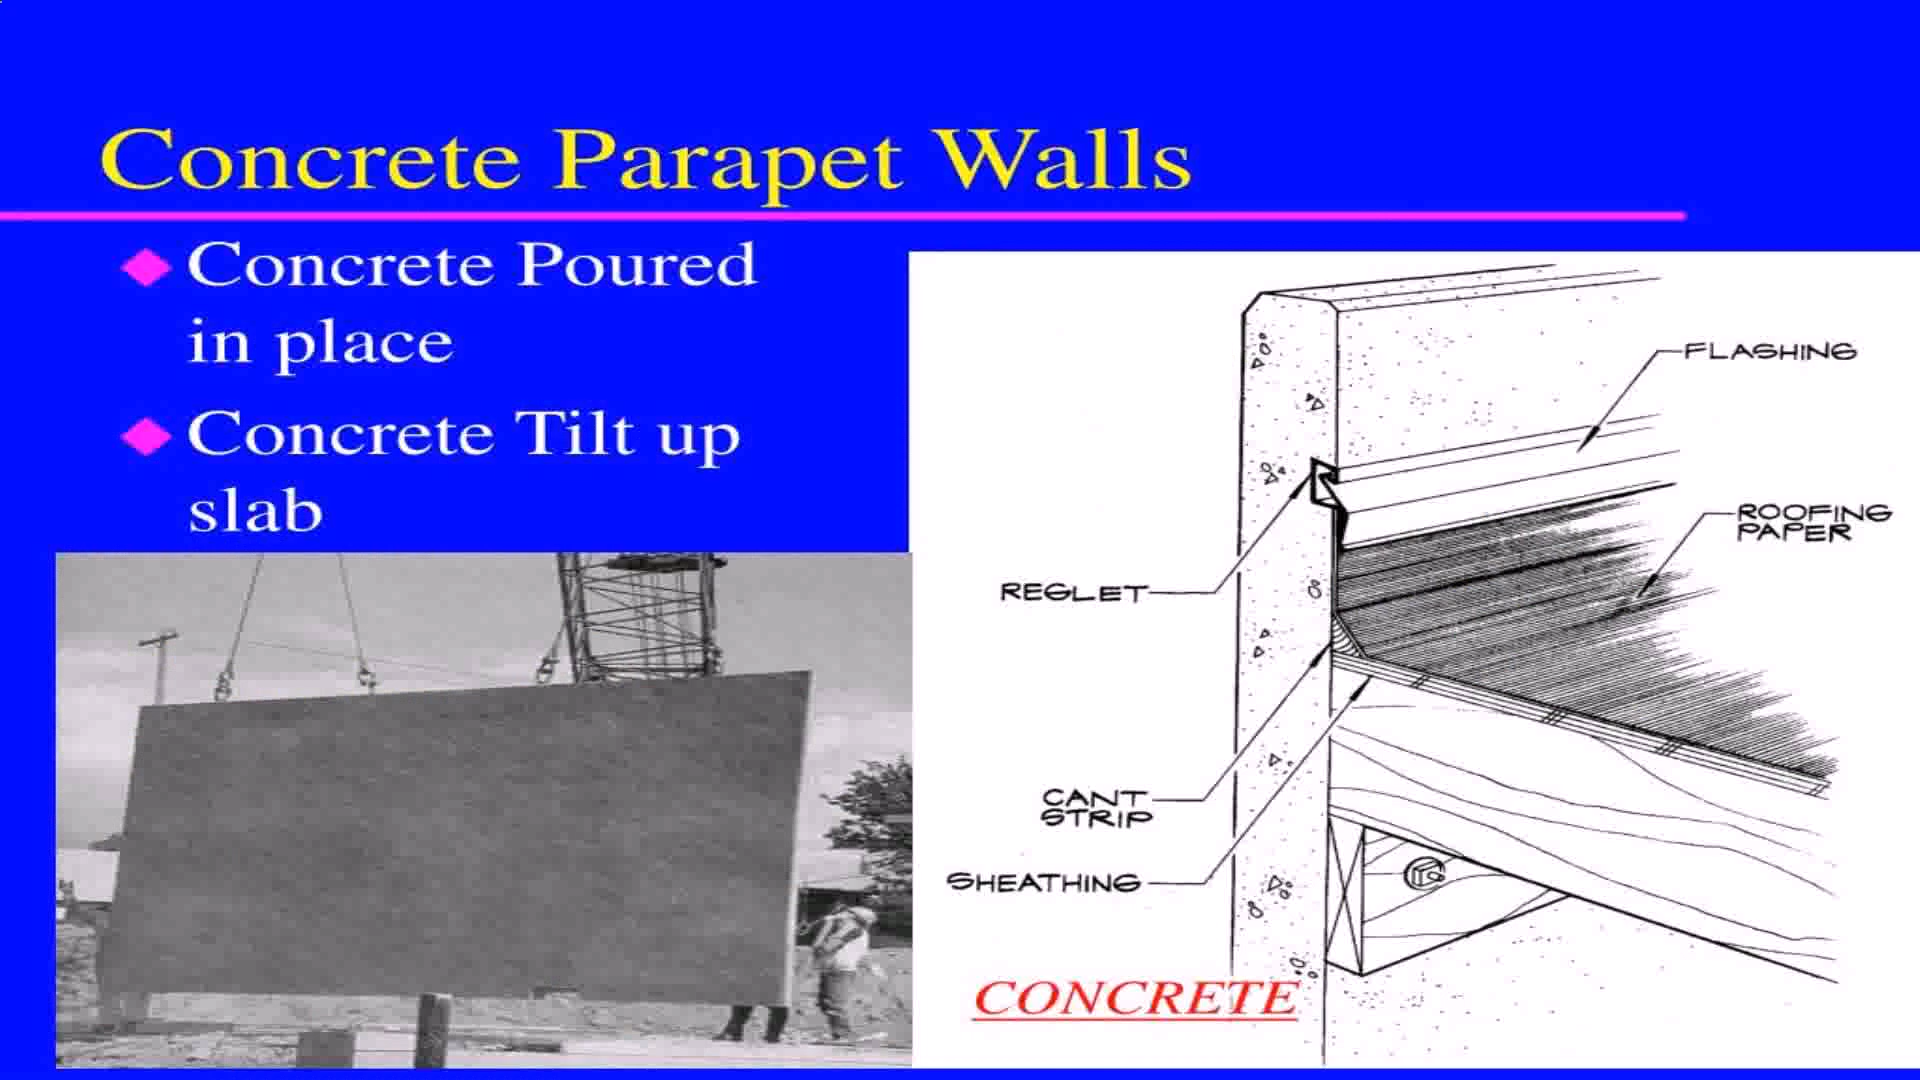 Concrete Parapet Walls
Concrete Poured
in place
Concrete Tilt up
slab
FLASHING
ROOFING
PAPER
REGLET
CANT
STRIP
SHEATHING
CONCRETE